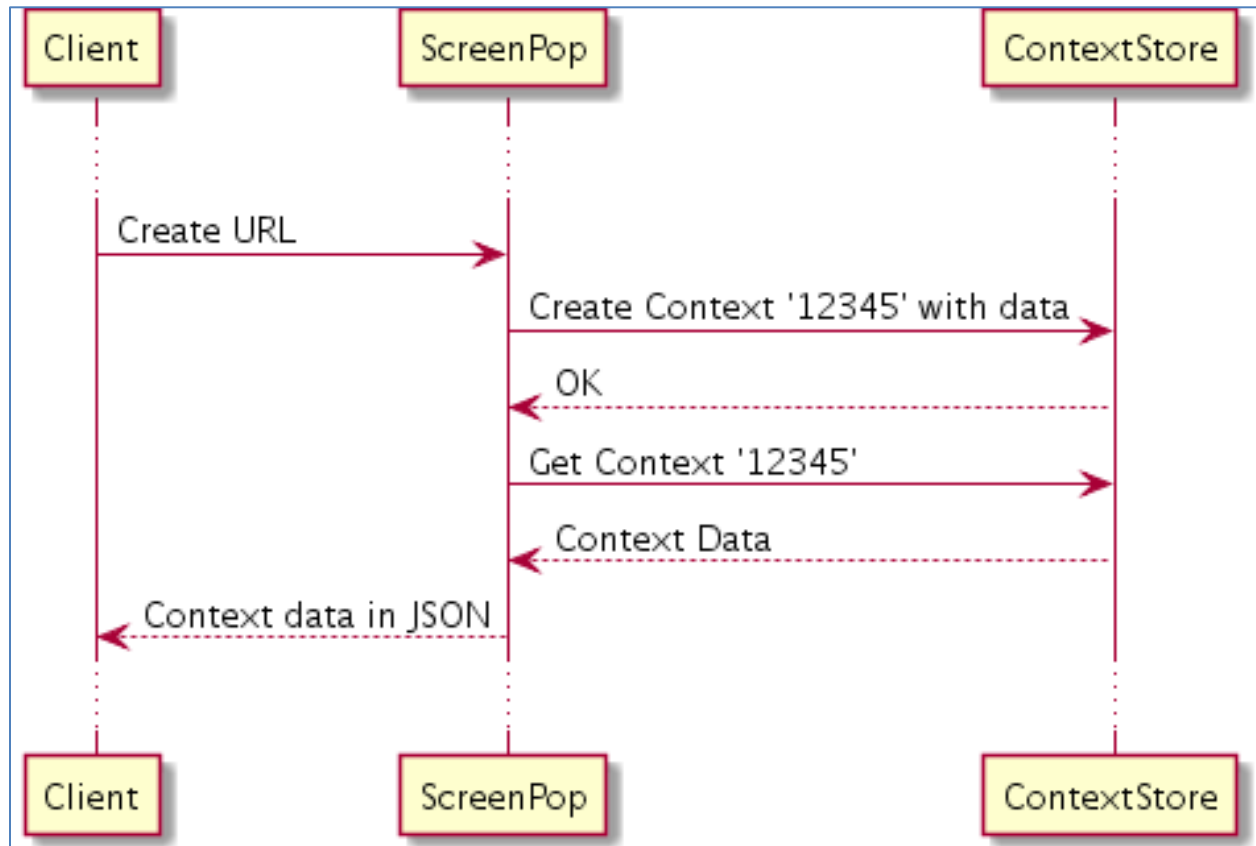 Client
ScreenPop
ContextStore
Create URL
Create Context '12345' with data
OK
Get Context '12345'
Context Data
Context data in JSON
Client
ScreenPop
ContextStore